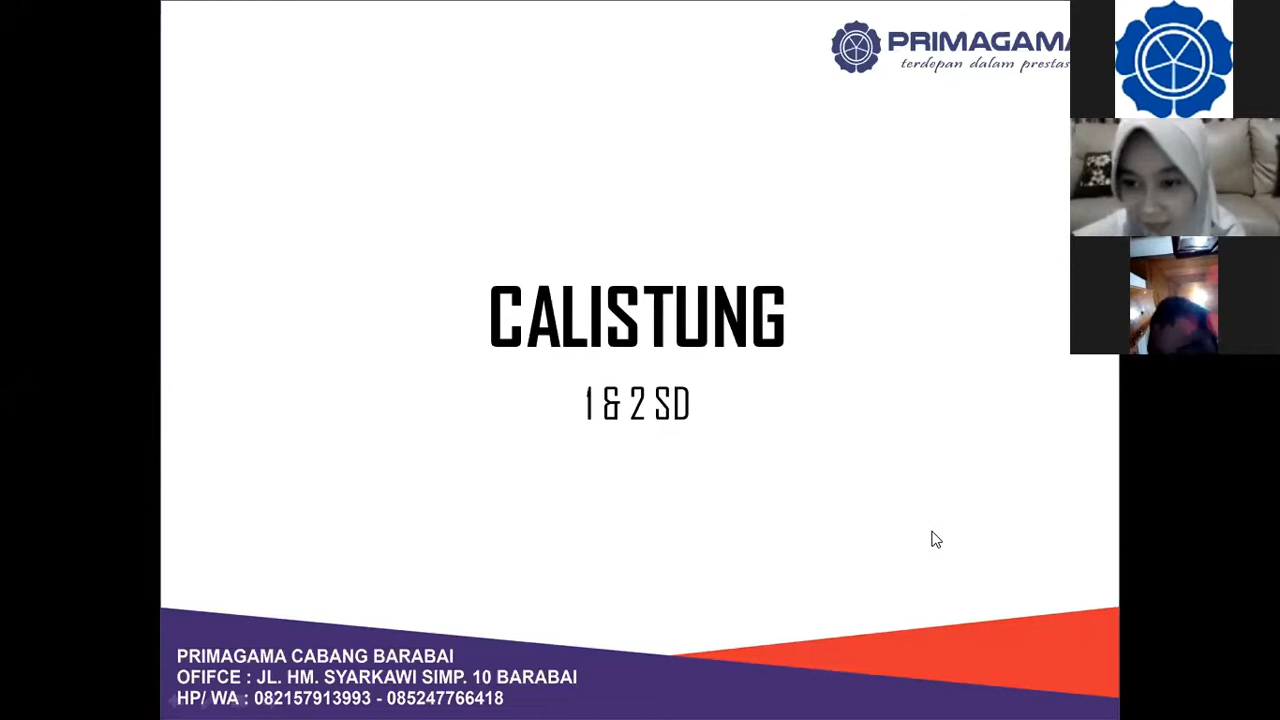 PRIMAGAMA
terdepan dalam prestas
CALISTUNG
1 & 2 SD
PRIMAGAMA CABANG BARABAI
OFIFCE : JL. HM. SYARKAWI SIMP. 10 BARABAI
HP/ WA : 082157913993 - 085247766418